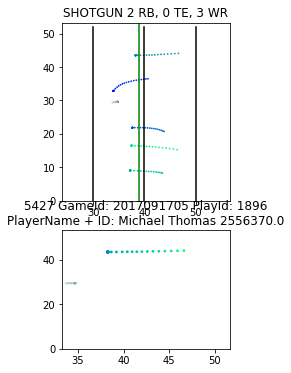 SHOTGUN 2 RB, 0 TE, 3 WR
50
40
30
20
10
0
30 40 50
5427 GameId: 2017091705 PlayId: 1896
PlayerName + ID: Michael Thomas 2556370.0
40
20
0
35 40 45 50